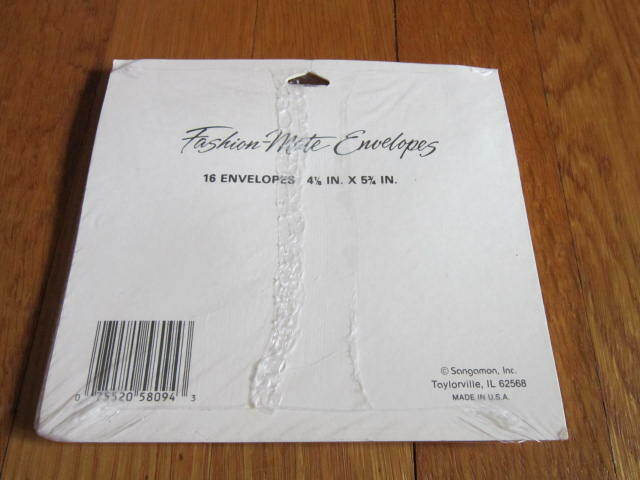 Fashion-Mate Envelopes
16 ENVELOPES 4⅛ IN. X 5¾ IN.
0 75520 58094 3
© Sangamon, Inc.
Taylorville, IL 62568
MADE IN U.S.A.